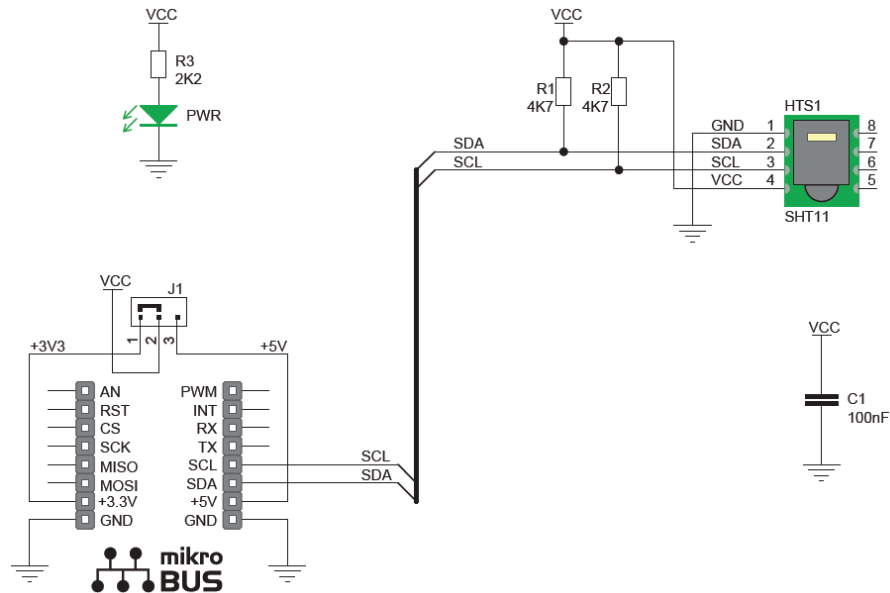 VCC
R3
2K2
PWR
VCC
R1
4K7
R2
4K7
HTS1
GND 1 8
SDA SDA 2 7
SCL SCL 3 6
VCC 4 5
SHT11
VCC
J1
1 2 3
+3V3 +5V
AN PWM
RST INT
CS RX
SCK TX
MISO SCL SCL
MOSI SDA SDA
+3.3V +5V
GND GND
mikro
BUS
VCC
C1
100nF